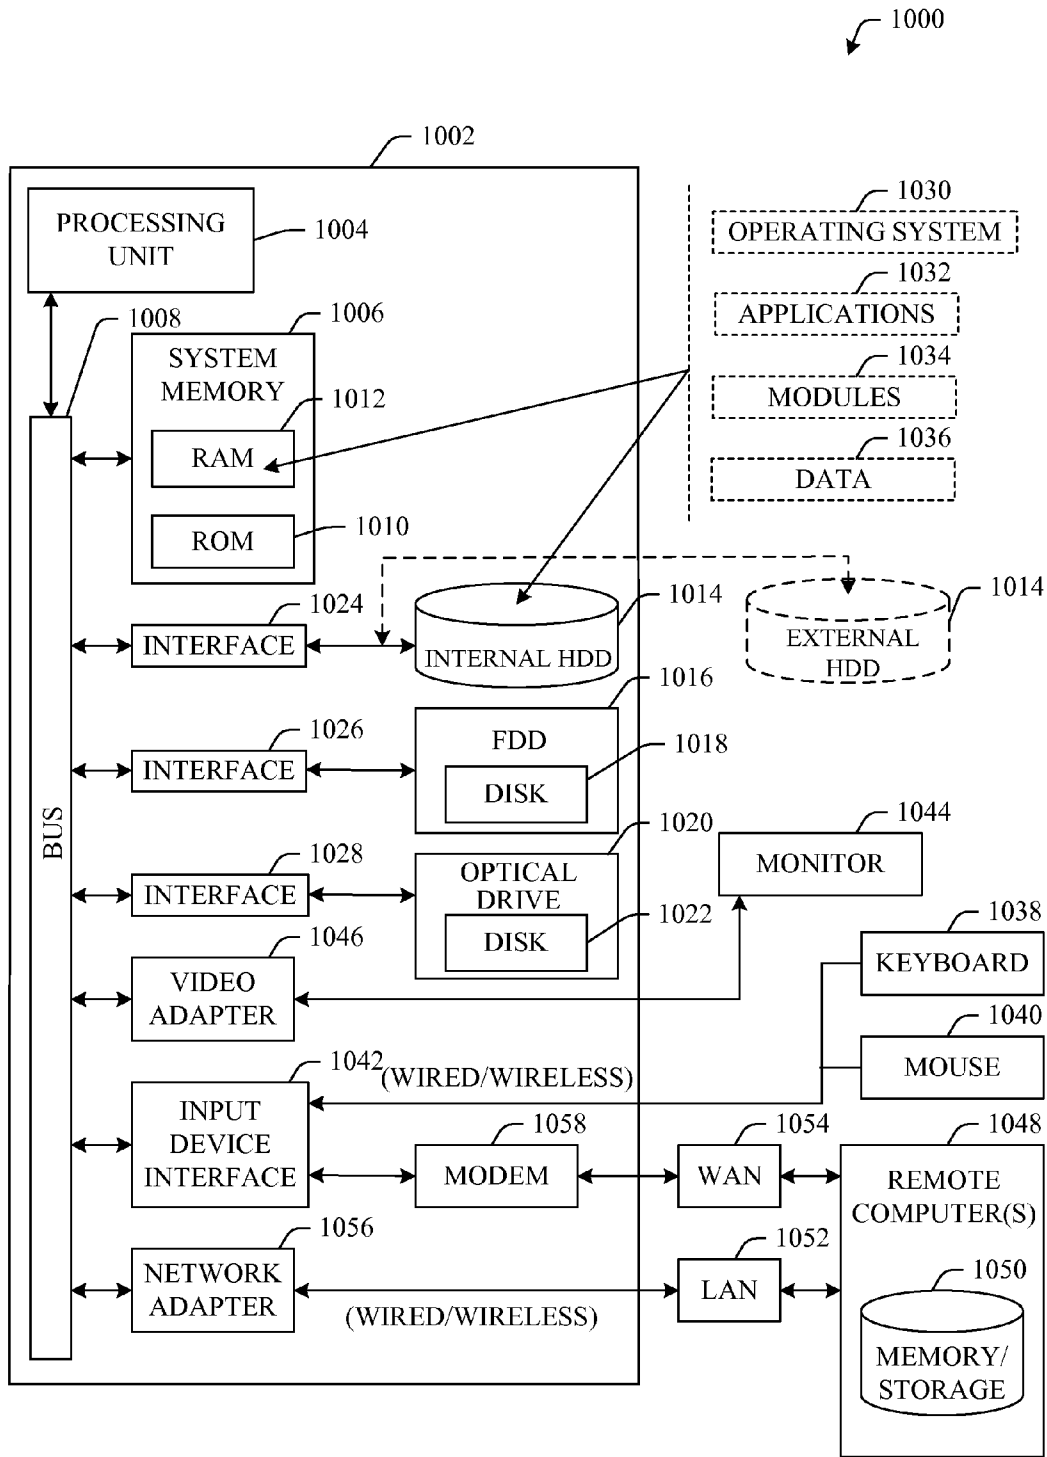 1000
1002
PROCESSING
UNIT
1004
1030
OPERATING SYSTEM
1032
APPLICATIONS
1034
MODULES
1036
DATA
1008
1006
SYSTEM
MEMORY
1012
RAM
1010
ROM
1024
INTERFACE
1014
INTERNAL HDD
1014
EXTERNAL
HDD
1016
FDD
1018
DISK
1026
INTERFACE
BUS
1020
OPTICAL
DRIVE
1022
DISK
1028
INTERFACE
1044
MONITOR
1046
VIDEO
ADAPTER
1038
KEYBOARD
1040
MOUSE
1042
(WIRED/WIRELESS)
INPUT
DEVICE
INTERFACE
1058
MODEM
1054
WAN
1048
REMOTE
COMPUTER(S)
1056
NETWORK
ADAPTER
(WIRED/WIRELESS)
1052
LAN
1050
MEMORY/
STORAGE